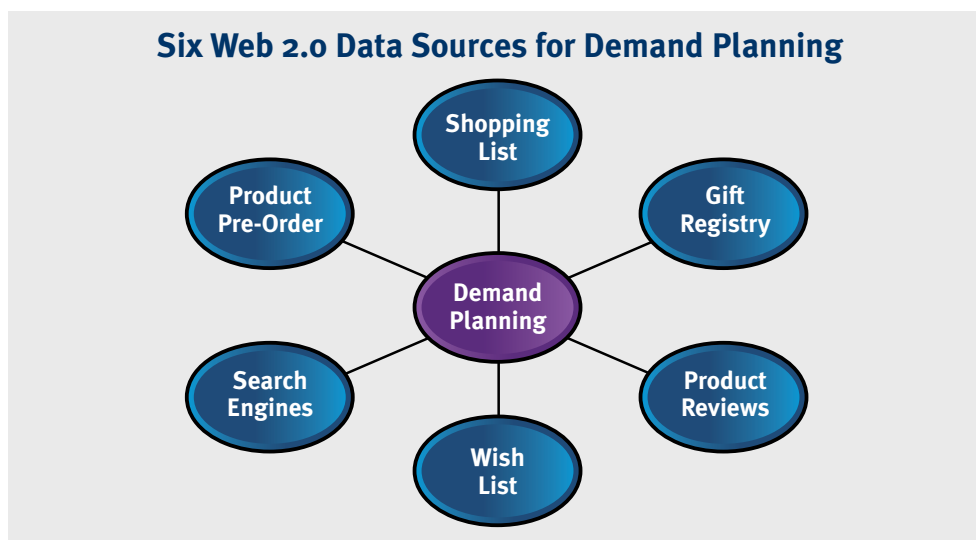 Six Web 2.0 Data Sources for Demand Planning
Shopping
List
Product
Pre-Order
Gift
Registry
Demand
Planning
Search
Engines
Product
Reviews
Wish
List